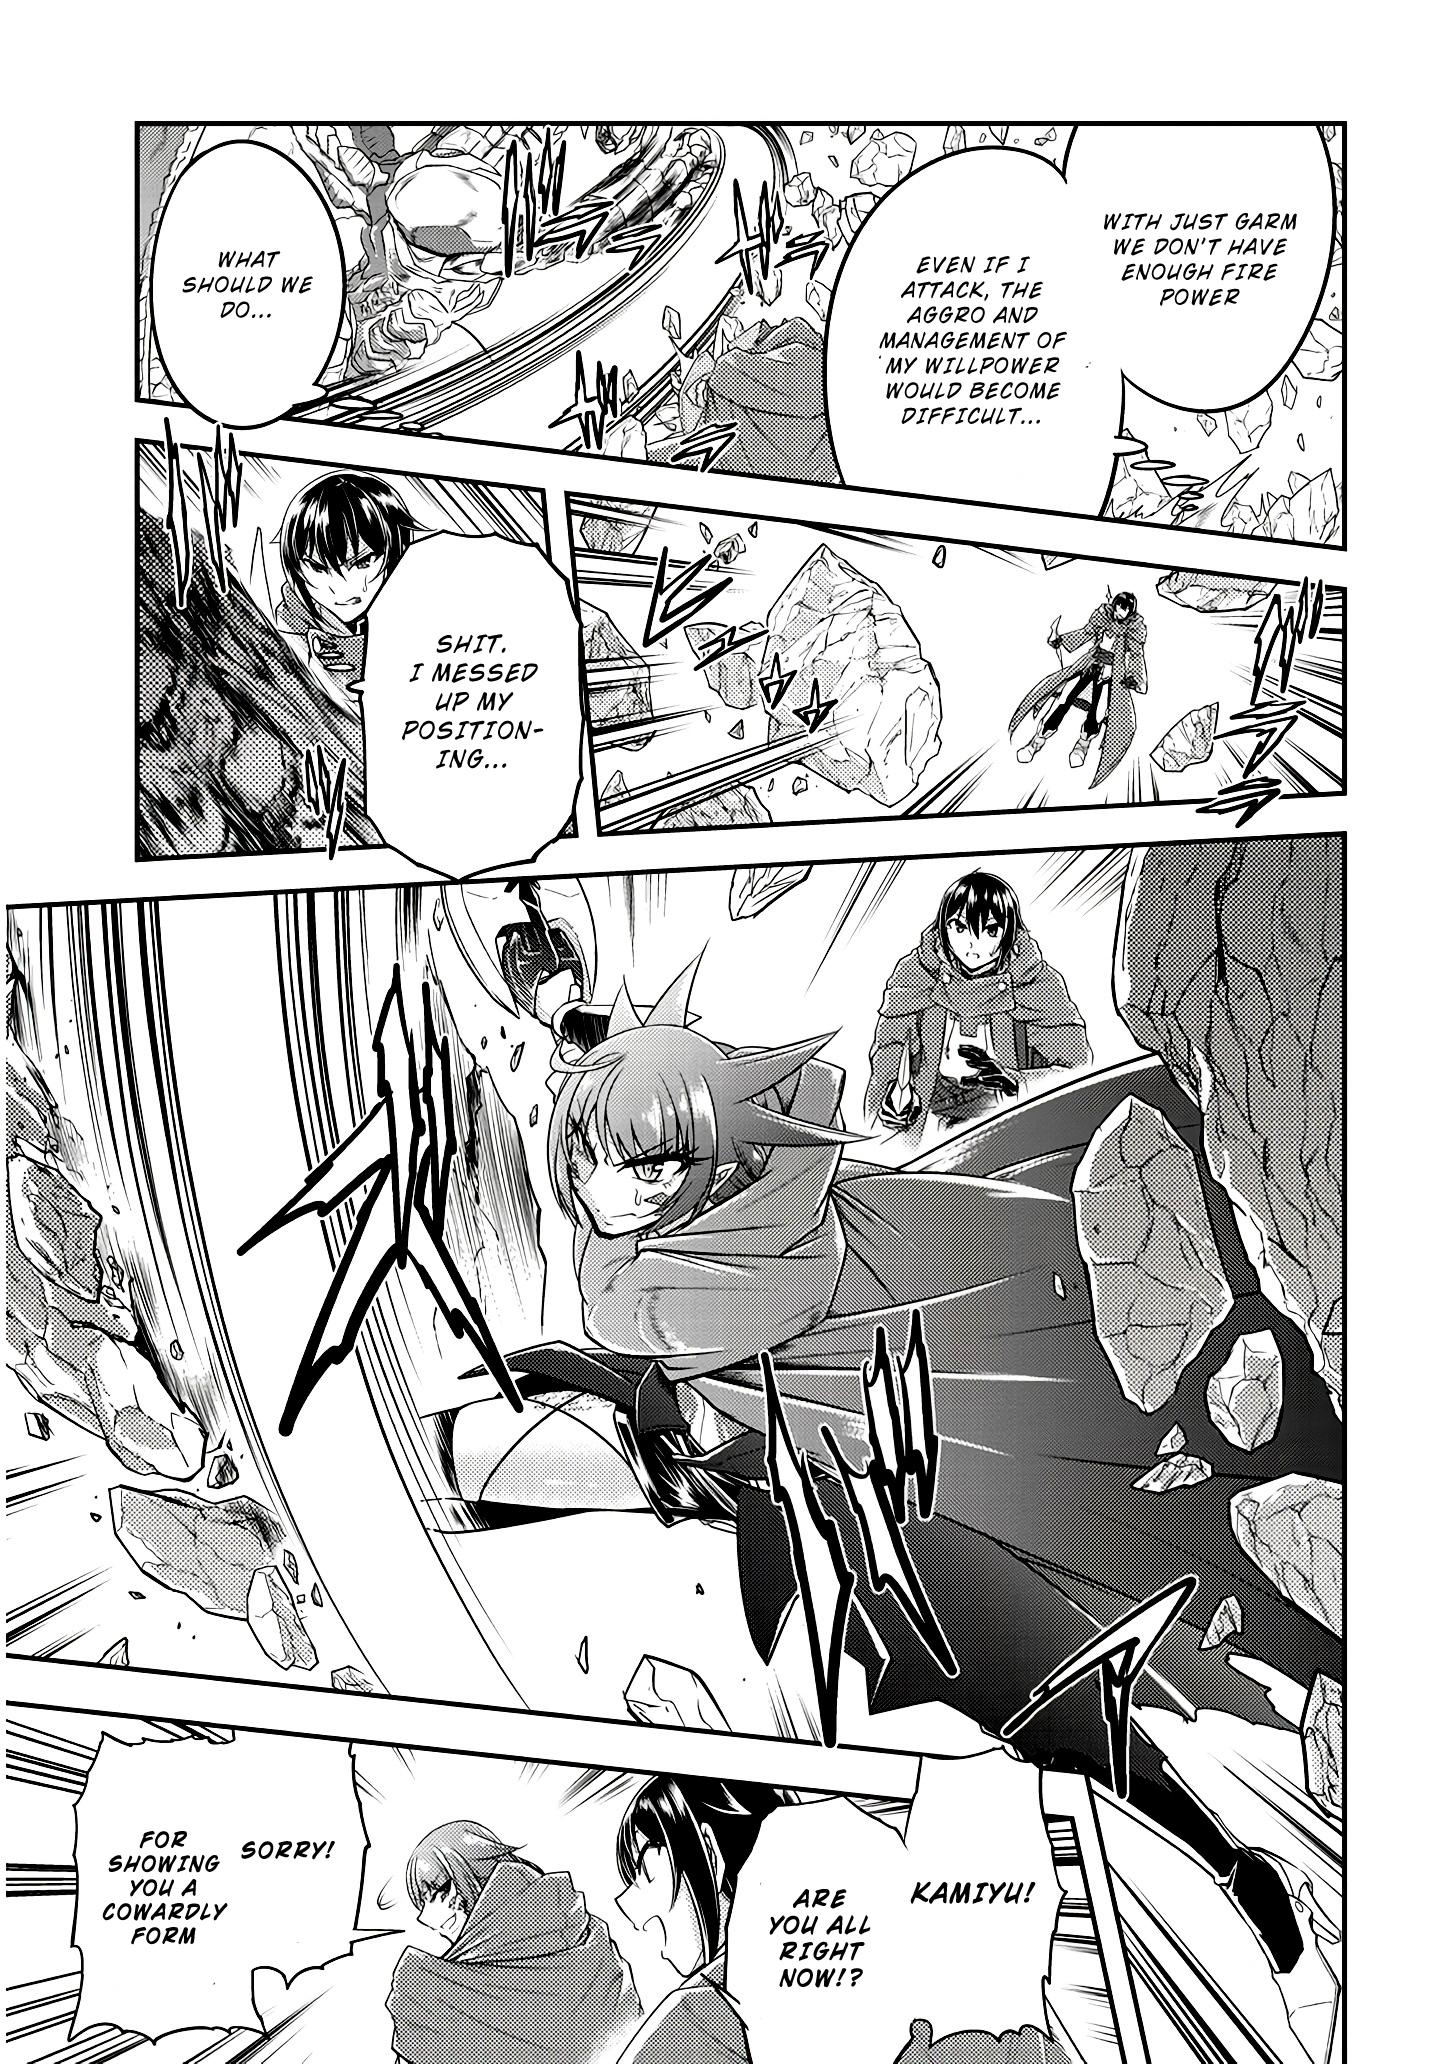 WITH JUST GARM
WE DON'T HAVE
ENOUGH FIRE
POWER
EVEN IF I
ATTACK, THE
AGGRO AND
MANAGEMENT OF
MY WILLPOWER
WOULD BECOME
DIFFICULT...
WHAT
SHOULD WE
DO...
SHIT.
I MESSED
UP MY
POSITION-
ING...
KAMIYU!
ARE
YOU ALL
RIGHT
NOW!?
SORRY!
FOR
SHOWING
YOU A
COWARDLY
FORM